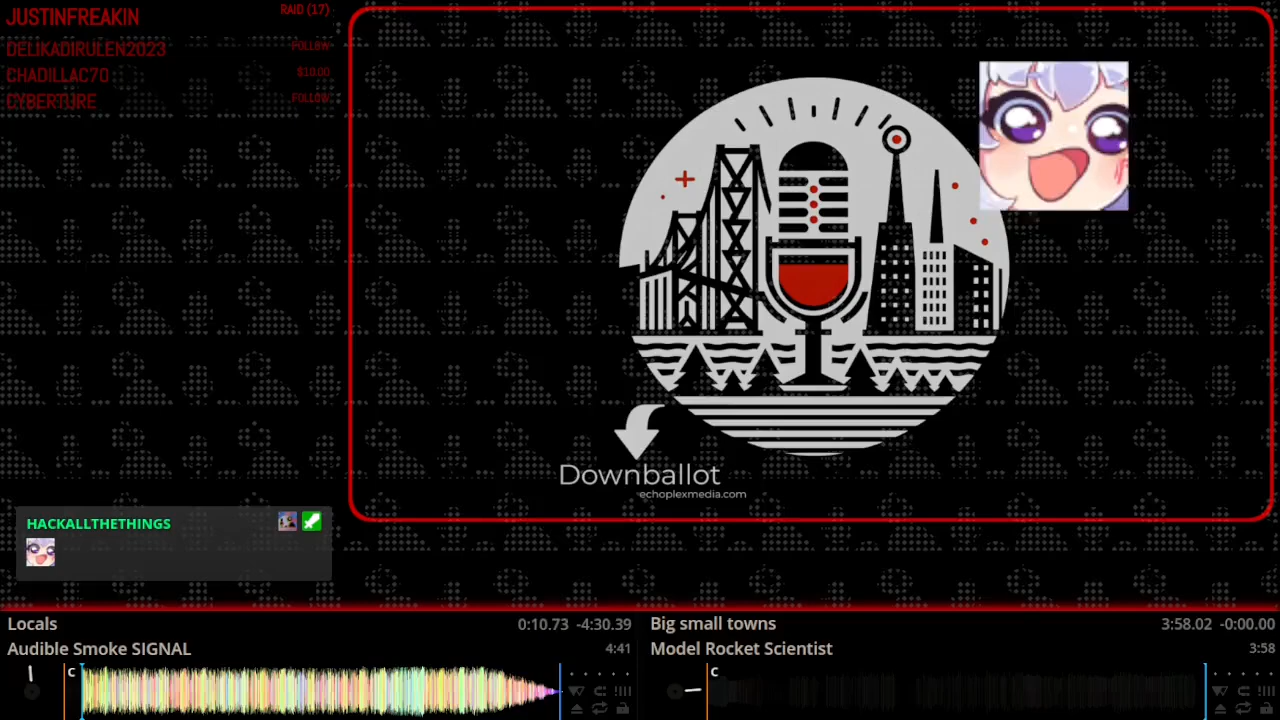 JUSTINFREAKIN RAID (17)
DELIKADIRULEN2023 FOLLOW
CHADILLAC70 $10.00
CYBERTURE FOLLOW
Downballot
echoplexmedia.com
HACKALLTHETHINGS
Locals 0:10.73 -4:30.39
Audible Smoke SIGNAL 4:41
C
Big small towns 3:58.02 -0:00.00
Model Rocket Scientist 3:58
C